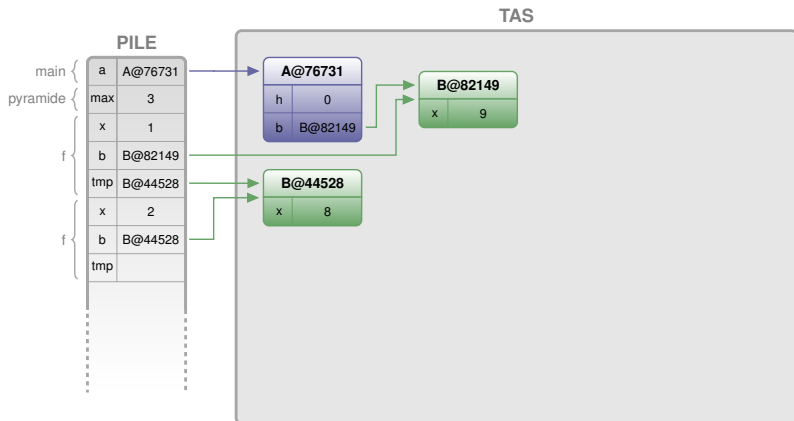 TAS
PILE
main { a A@76731
pyramide { max 3
f { x 1
b B@82149
tmp B@44528
f { x 2
b B@44528
tmp
A@76731
h 0
b B@82149
B@82149
x 9
B@44528
x 8